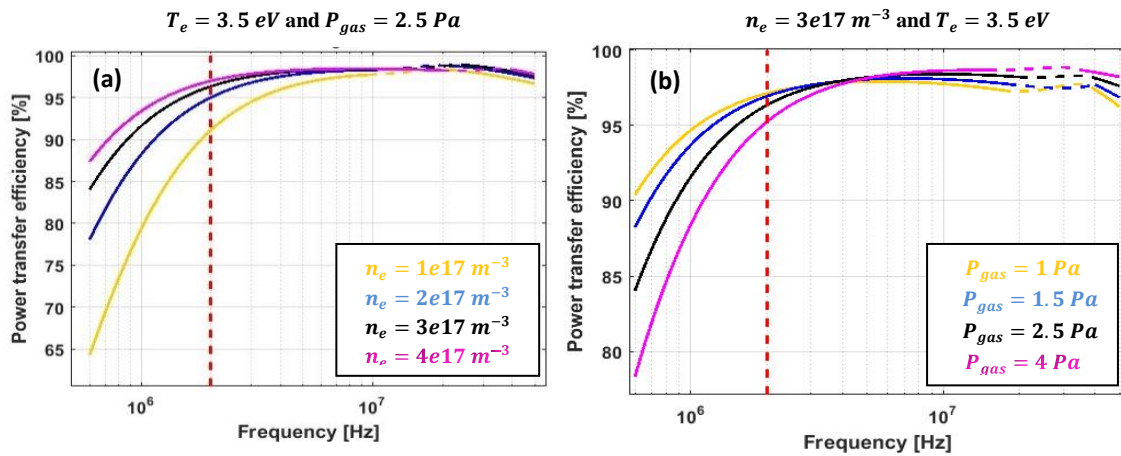 T_e = 3.5 eV and P_gas = 2.5 Pa
(a)
Power transfer efficiency [%]
100
95
90
85
80
75
70
65
10^6
10^7
Frequency [Hz]
n_e = 1e17 m^−3
n_e = 2e17 m^−3
n_e = 3e17 m^−3
n_e = 4e17 m^−3
n_e = 3e17 m^−3 and T_e = 3.5 eV
(b)
Power transfer efficiency [%]
100
95
90
85
80
10^6
10^7
Frequency [Hz]
P_gas = 1 Pa
P_gas = 1.5 Pa
P_gas = 2.5 Pa
P_gas = 4 Pa